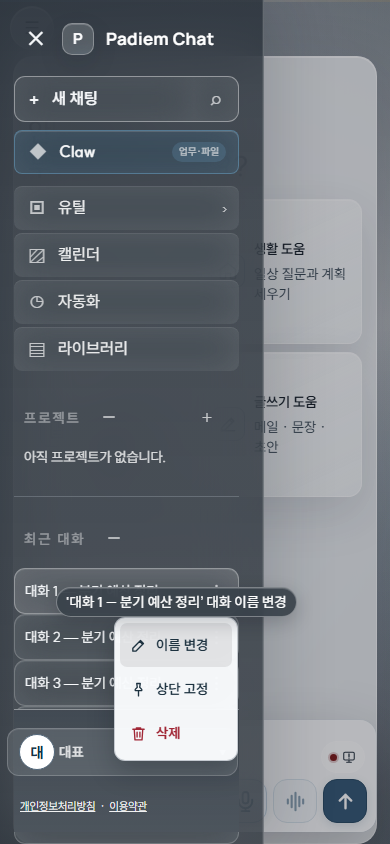 P Padiem Chat
+ 새 채팅
Claw 업무·파일
유틸 ›
캘린더
자동화
라이브러리
프로젝트 — +
아직 프로젝트가 없습니다.
최근 대화 —
대화 1
'대화 1 — 분기 예산 정리' 대화 이름 변경
대화 2 — 분기
대화 3 — 분기
이름 변경
상단 고정
삭제
대 대표
개인정보처리방침 · 이용약관
생활 도움
일상 질문과 계획
세우기
글쓰기 도움
메일 · 문장 ·
초안